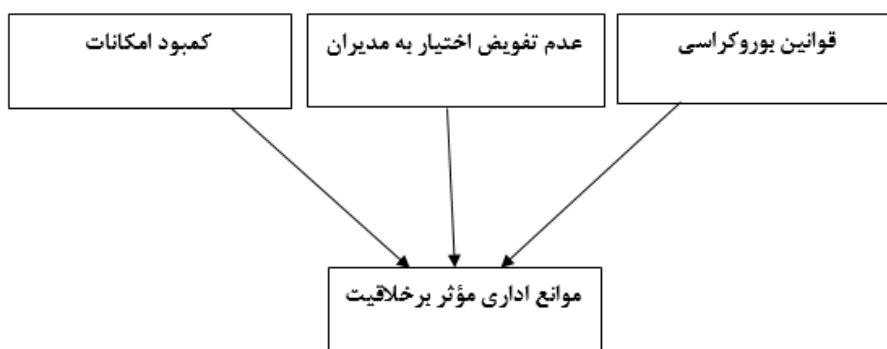 قوانین بوروکراسی
عدم تفویض اختیار به مدیران
کمبود امکانات
موانع اداری مؤثر برخلاقیت